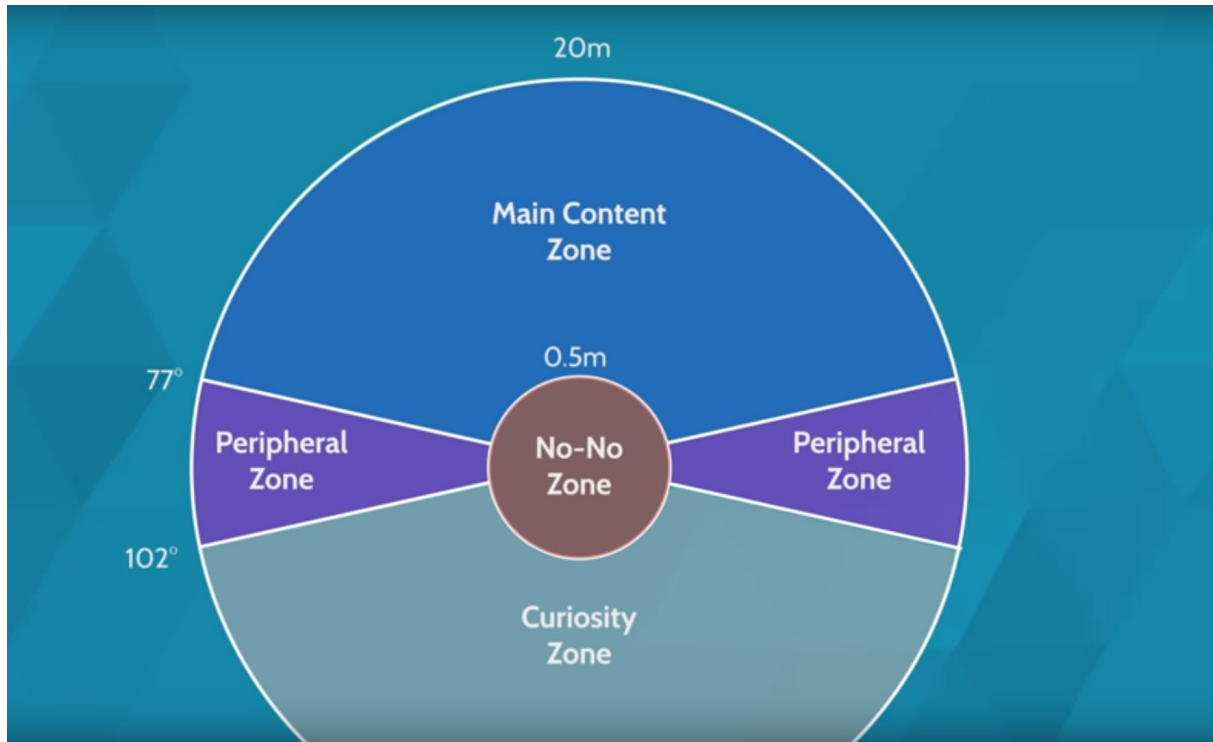 20m
Main Content
Zone
0.5m
77°
Peripheral
Zone
No-No
Zone
Peripheral
Zone
102°
Curiosity
Zone